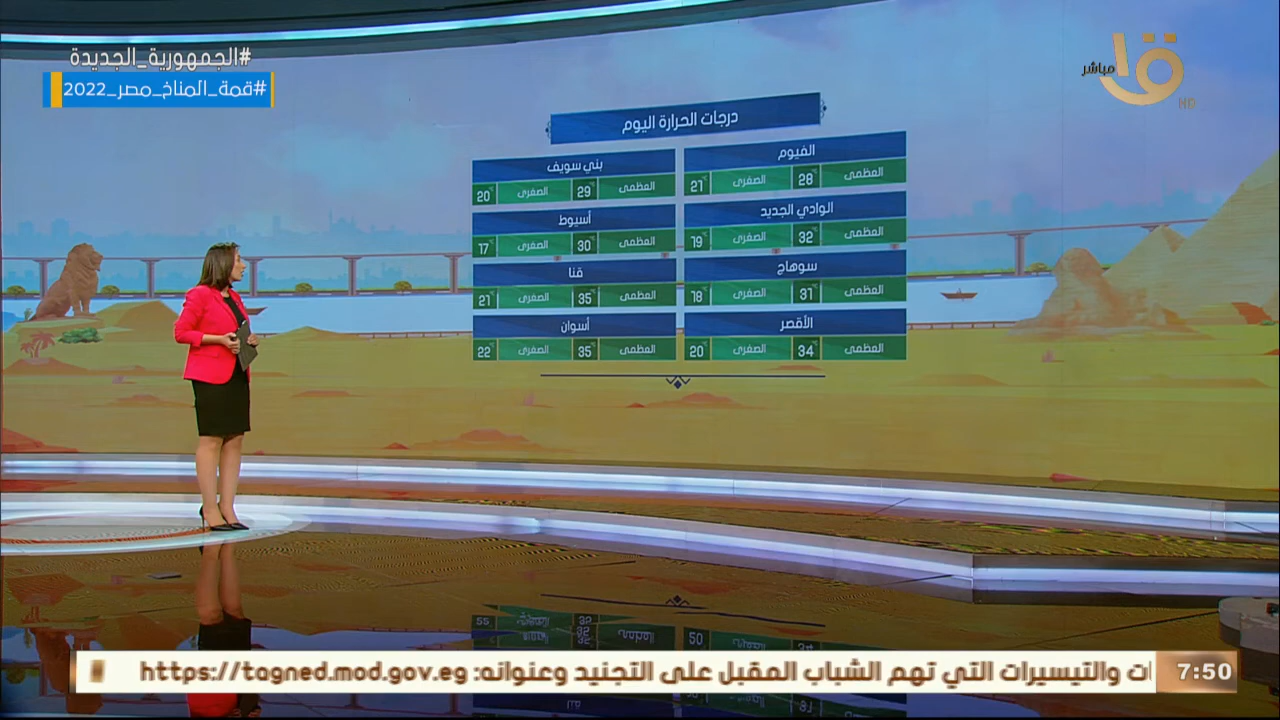 #الجمهورية_الجديدة
#قمة_المناخ_مصر_2022
مباشر
HD
درجات الحرارة اليوم
الفيوم
العظمى 28 الصغرى 21
بني سويف
العظمى 29 الصغرى 20
الوادي الجديد
العظمى 32 الصغرى 19
أسيوط
العظمى 30 الصغرى 17
سوهاج
العظمى 31 الصغرى 18
قنا
العظمى 35 الصغرى 21
الأقصر
العظمى 34 الصغرى 20
أسوان
العظمى 35 الصغرى 22
والتيسيرات التي تهم الشباب المقبل على التجنيد وعنوانه: https://tagned.mod.gov.eg
7:50